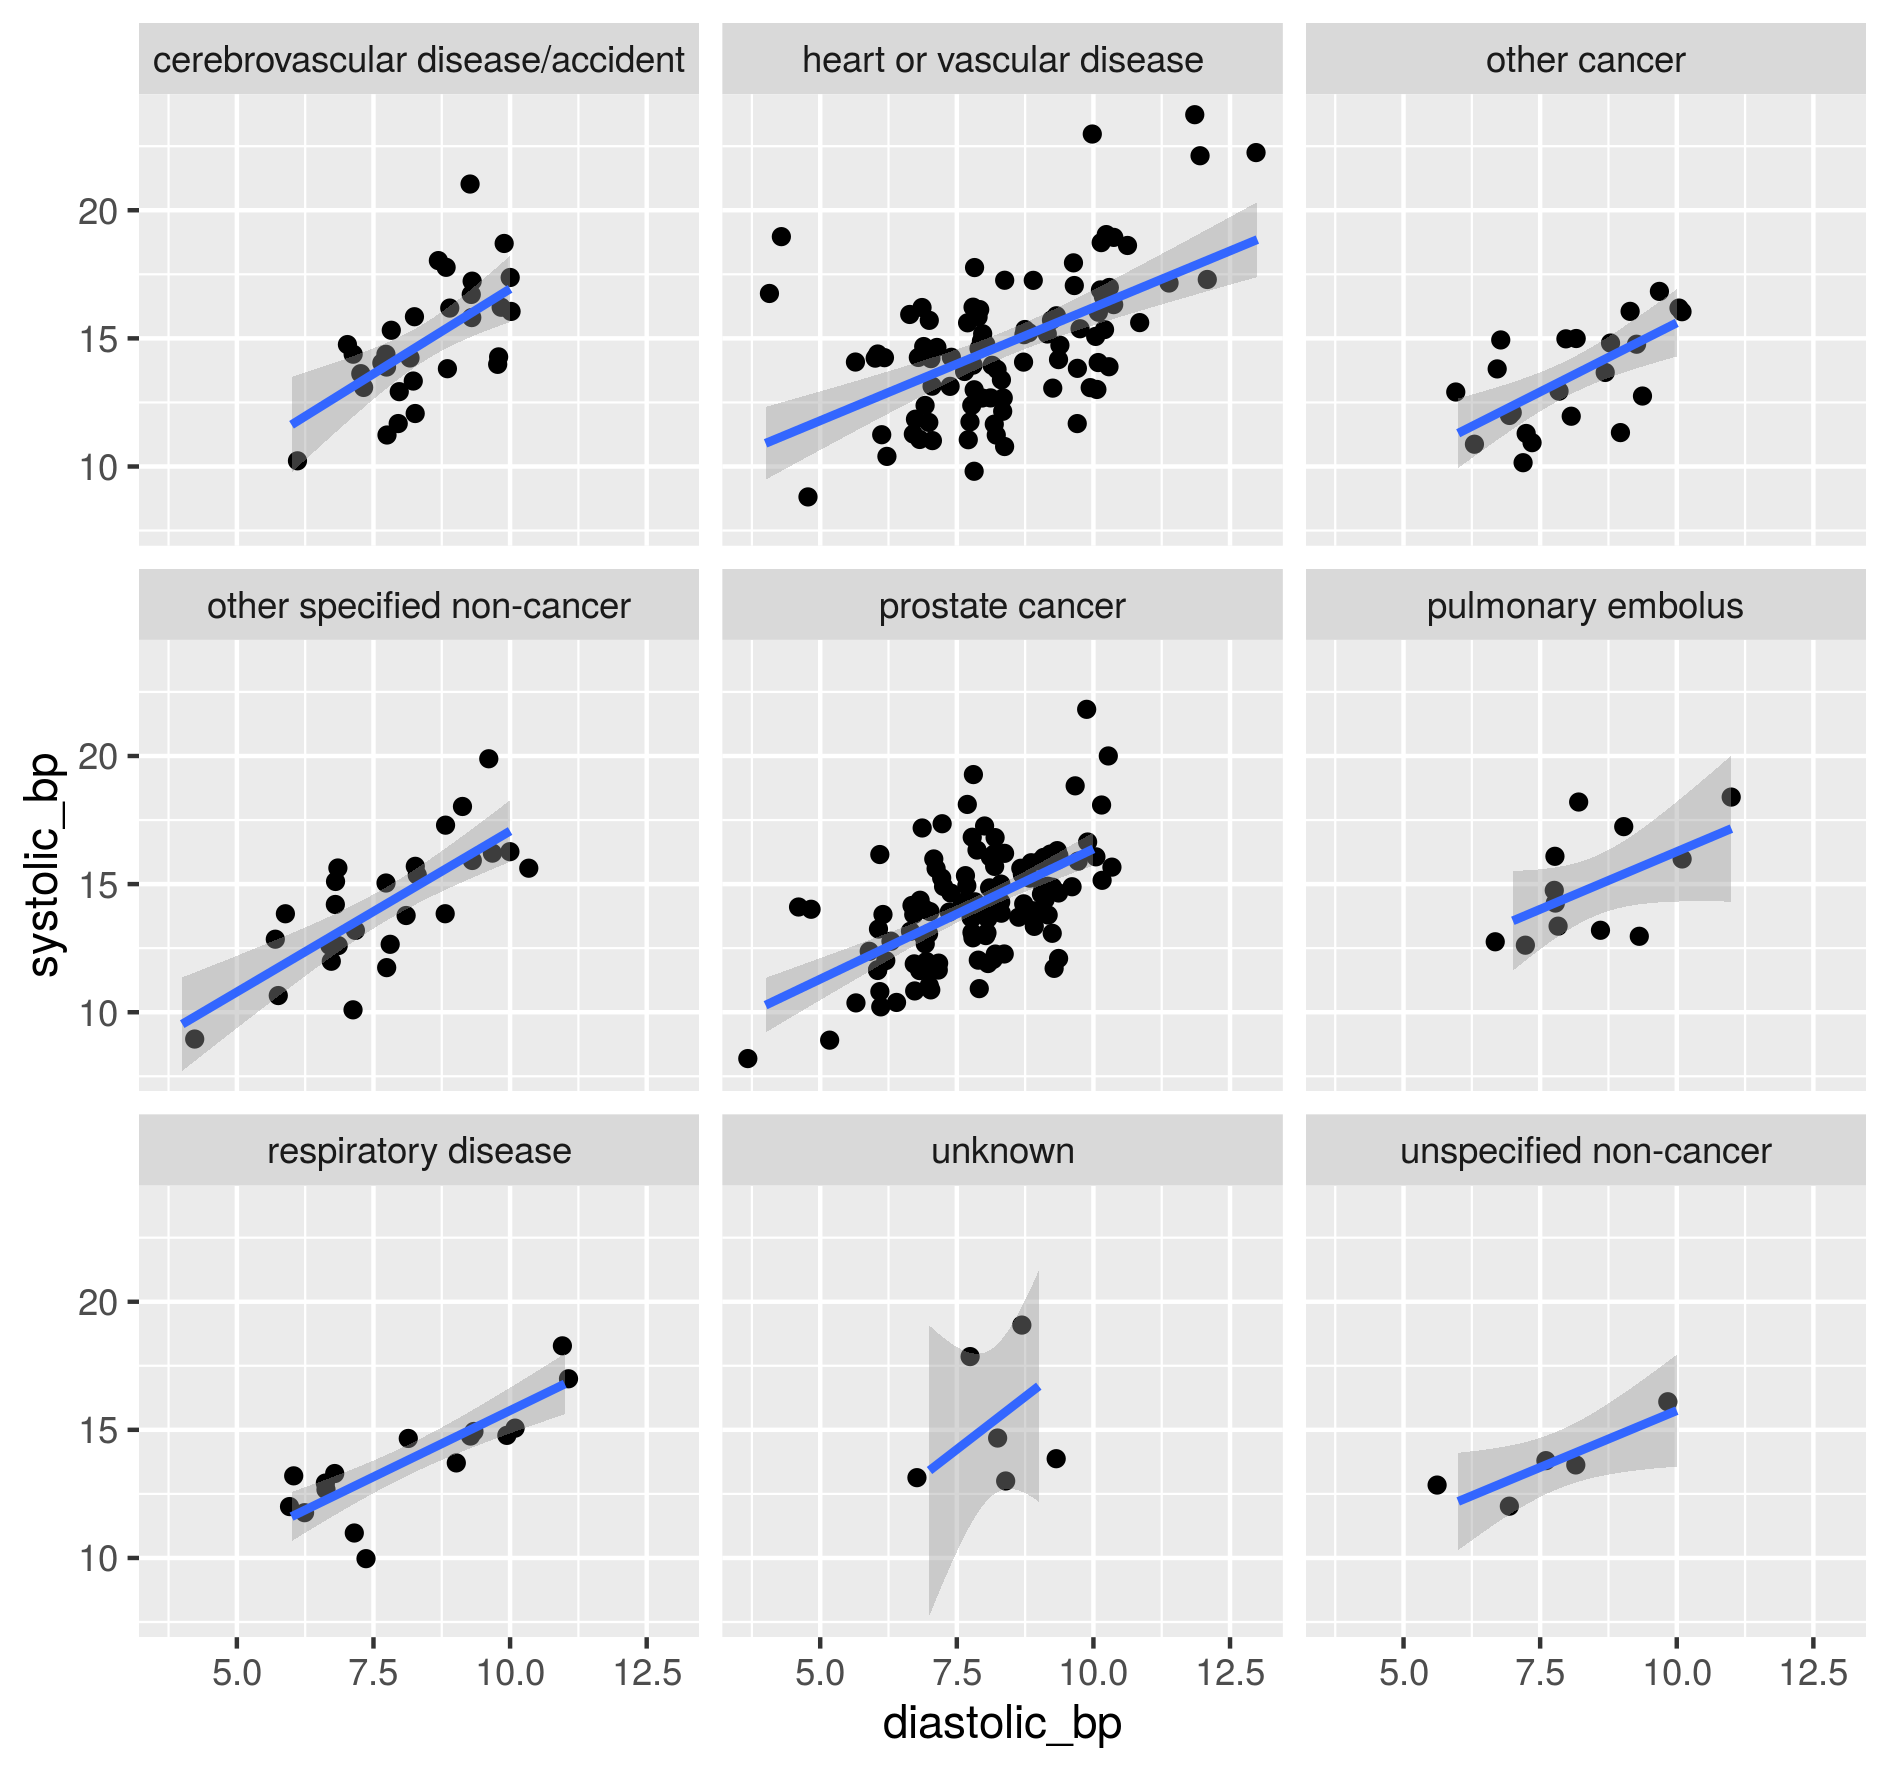 cerebrovascular disease/accident
heart or vascular disease
other cancer
20
15
10
other specified non-cancer
prostate cancer
pulmonary embolus
20
15
10
systolic_bp
respiratory disease
unknown
unspecified non-cancer
20
15
10
5.0 7.5 10.0 12.5
5.0 7.5 10.0 12.5
5.0 7.5 10.0 12.5
diastolic_bp